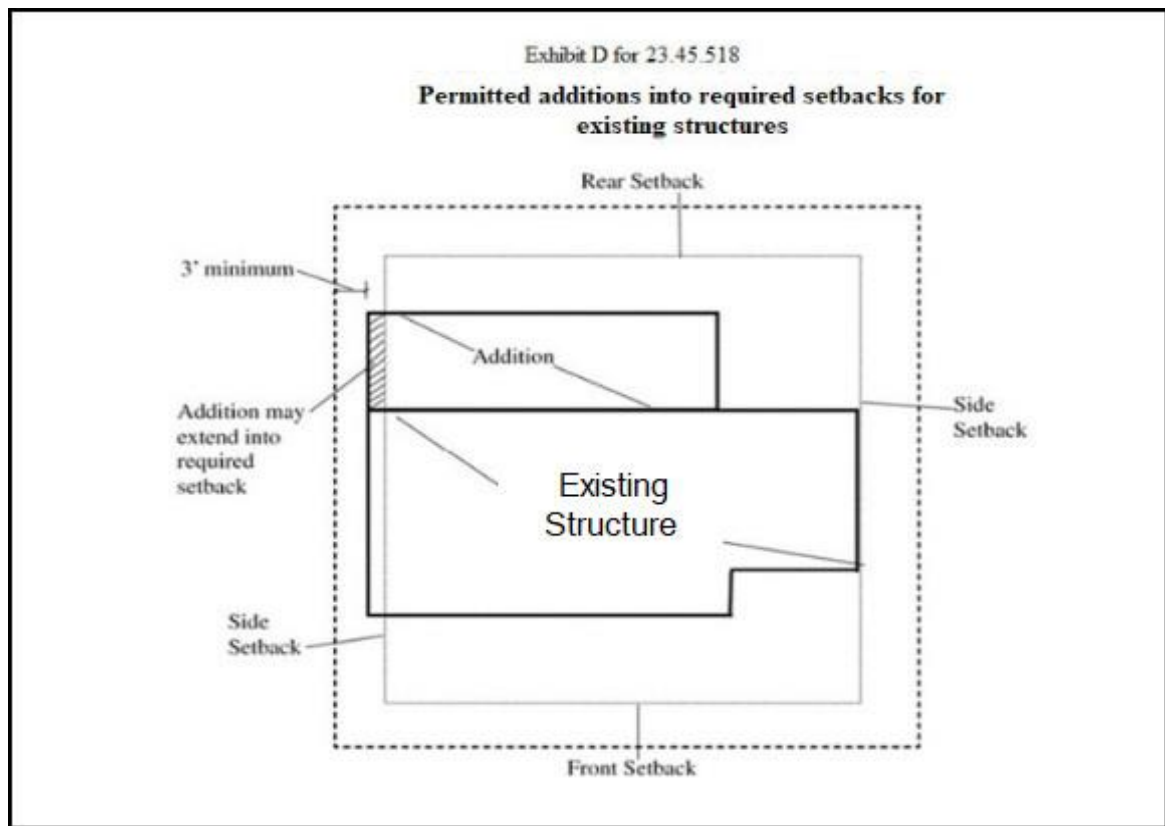 Exhibit D for 23.45.518
Permitted additions into required setbacks for
existing structures
Rear Setback
3' minimum
Addition
Addition may
extend into
required
setback
Side
Setback
Existing
Structure
Side
Setback
Front Setback